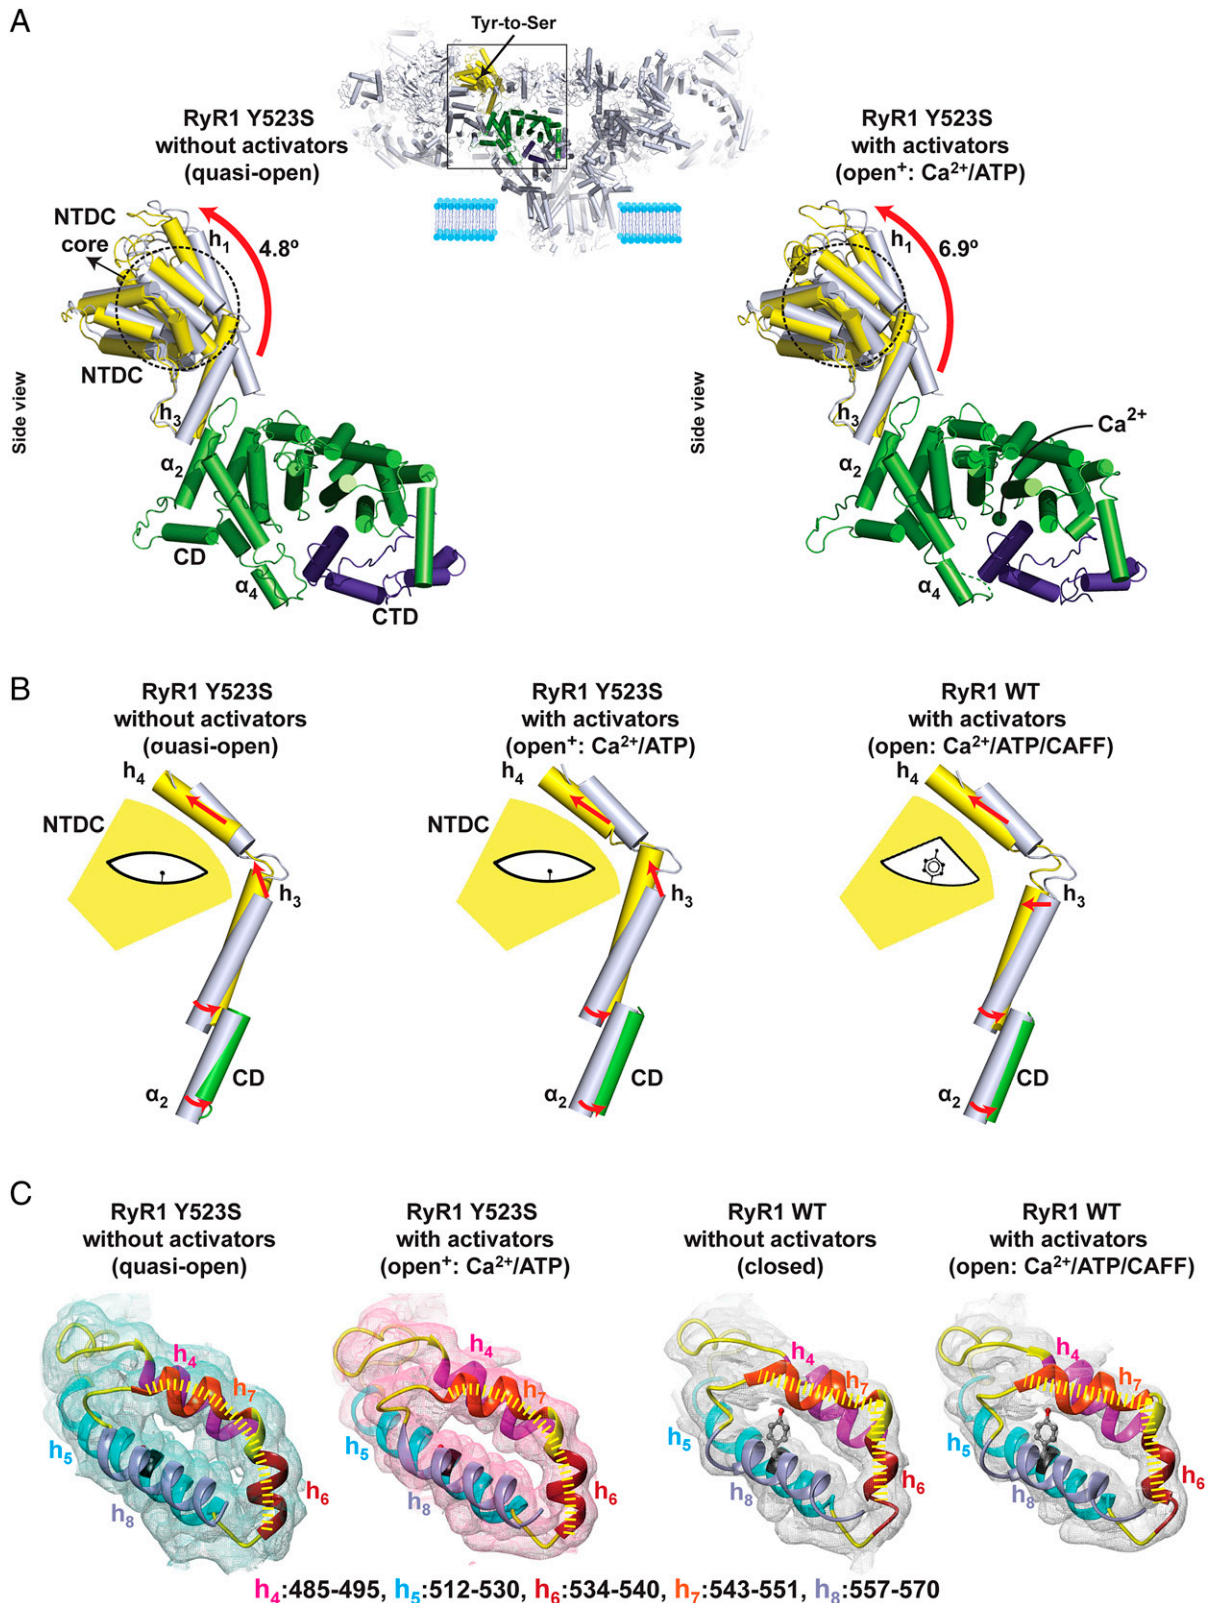 A
Tyr-to-Ser
RyR1 Y523S
without activators
(quasi-open)
RyR1 Y523S
with activators
(open⁺: Ca²⁺/ATP)
NTDC
core
h₁
4.8º
NTDC
h₃
α₂
CD
α₄
CTD
Side view
h₁
6.9º
h₃
Ca²⁺
α₂
α₄
Side view
B
RyR1 Y523S
without activators
(σuasi-open)
RyR1 Y523S
with activators
(open⁺: Ca²⁺/ATP)
RyR1 WT
with activators
(open: Ca²⁺/ATP/CAFF)
h₄
NTDC
h₃
CD
α₂
h₄
NTDC
h₃
CD
α₂
h₄
h₃
CD
α₂
C
RyR1 Y523S
without activators
(quasi-open)
RyR1 Y523S
with activators
(open⁺: Ca²⁺/ATP)
RyR1 WT
without activators
(closed)
RyR1 WT
with activators
(open: Ca²⁺/ATP/CAFF)
h₄
h₇
h₅
h₈
h₆
h₄
h₇
h₅
h₈
h₆
h₄
h₇
h₅
h₈
h₆
h₄
h₇
h₅
h₈
h₆
h₄:485-495, h₅:512-530, h₆:534-540, h₇:543-551, h₈:557-570